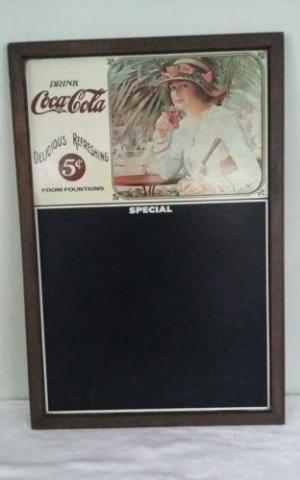 DRINK
Coca-Cola
DELICIOUS REFRESHING
5¢
FROM FOUNTAINS
SPECIAL